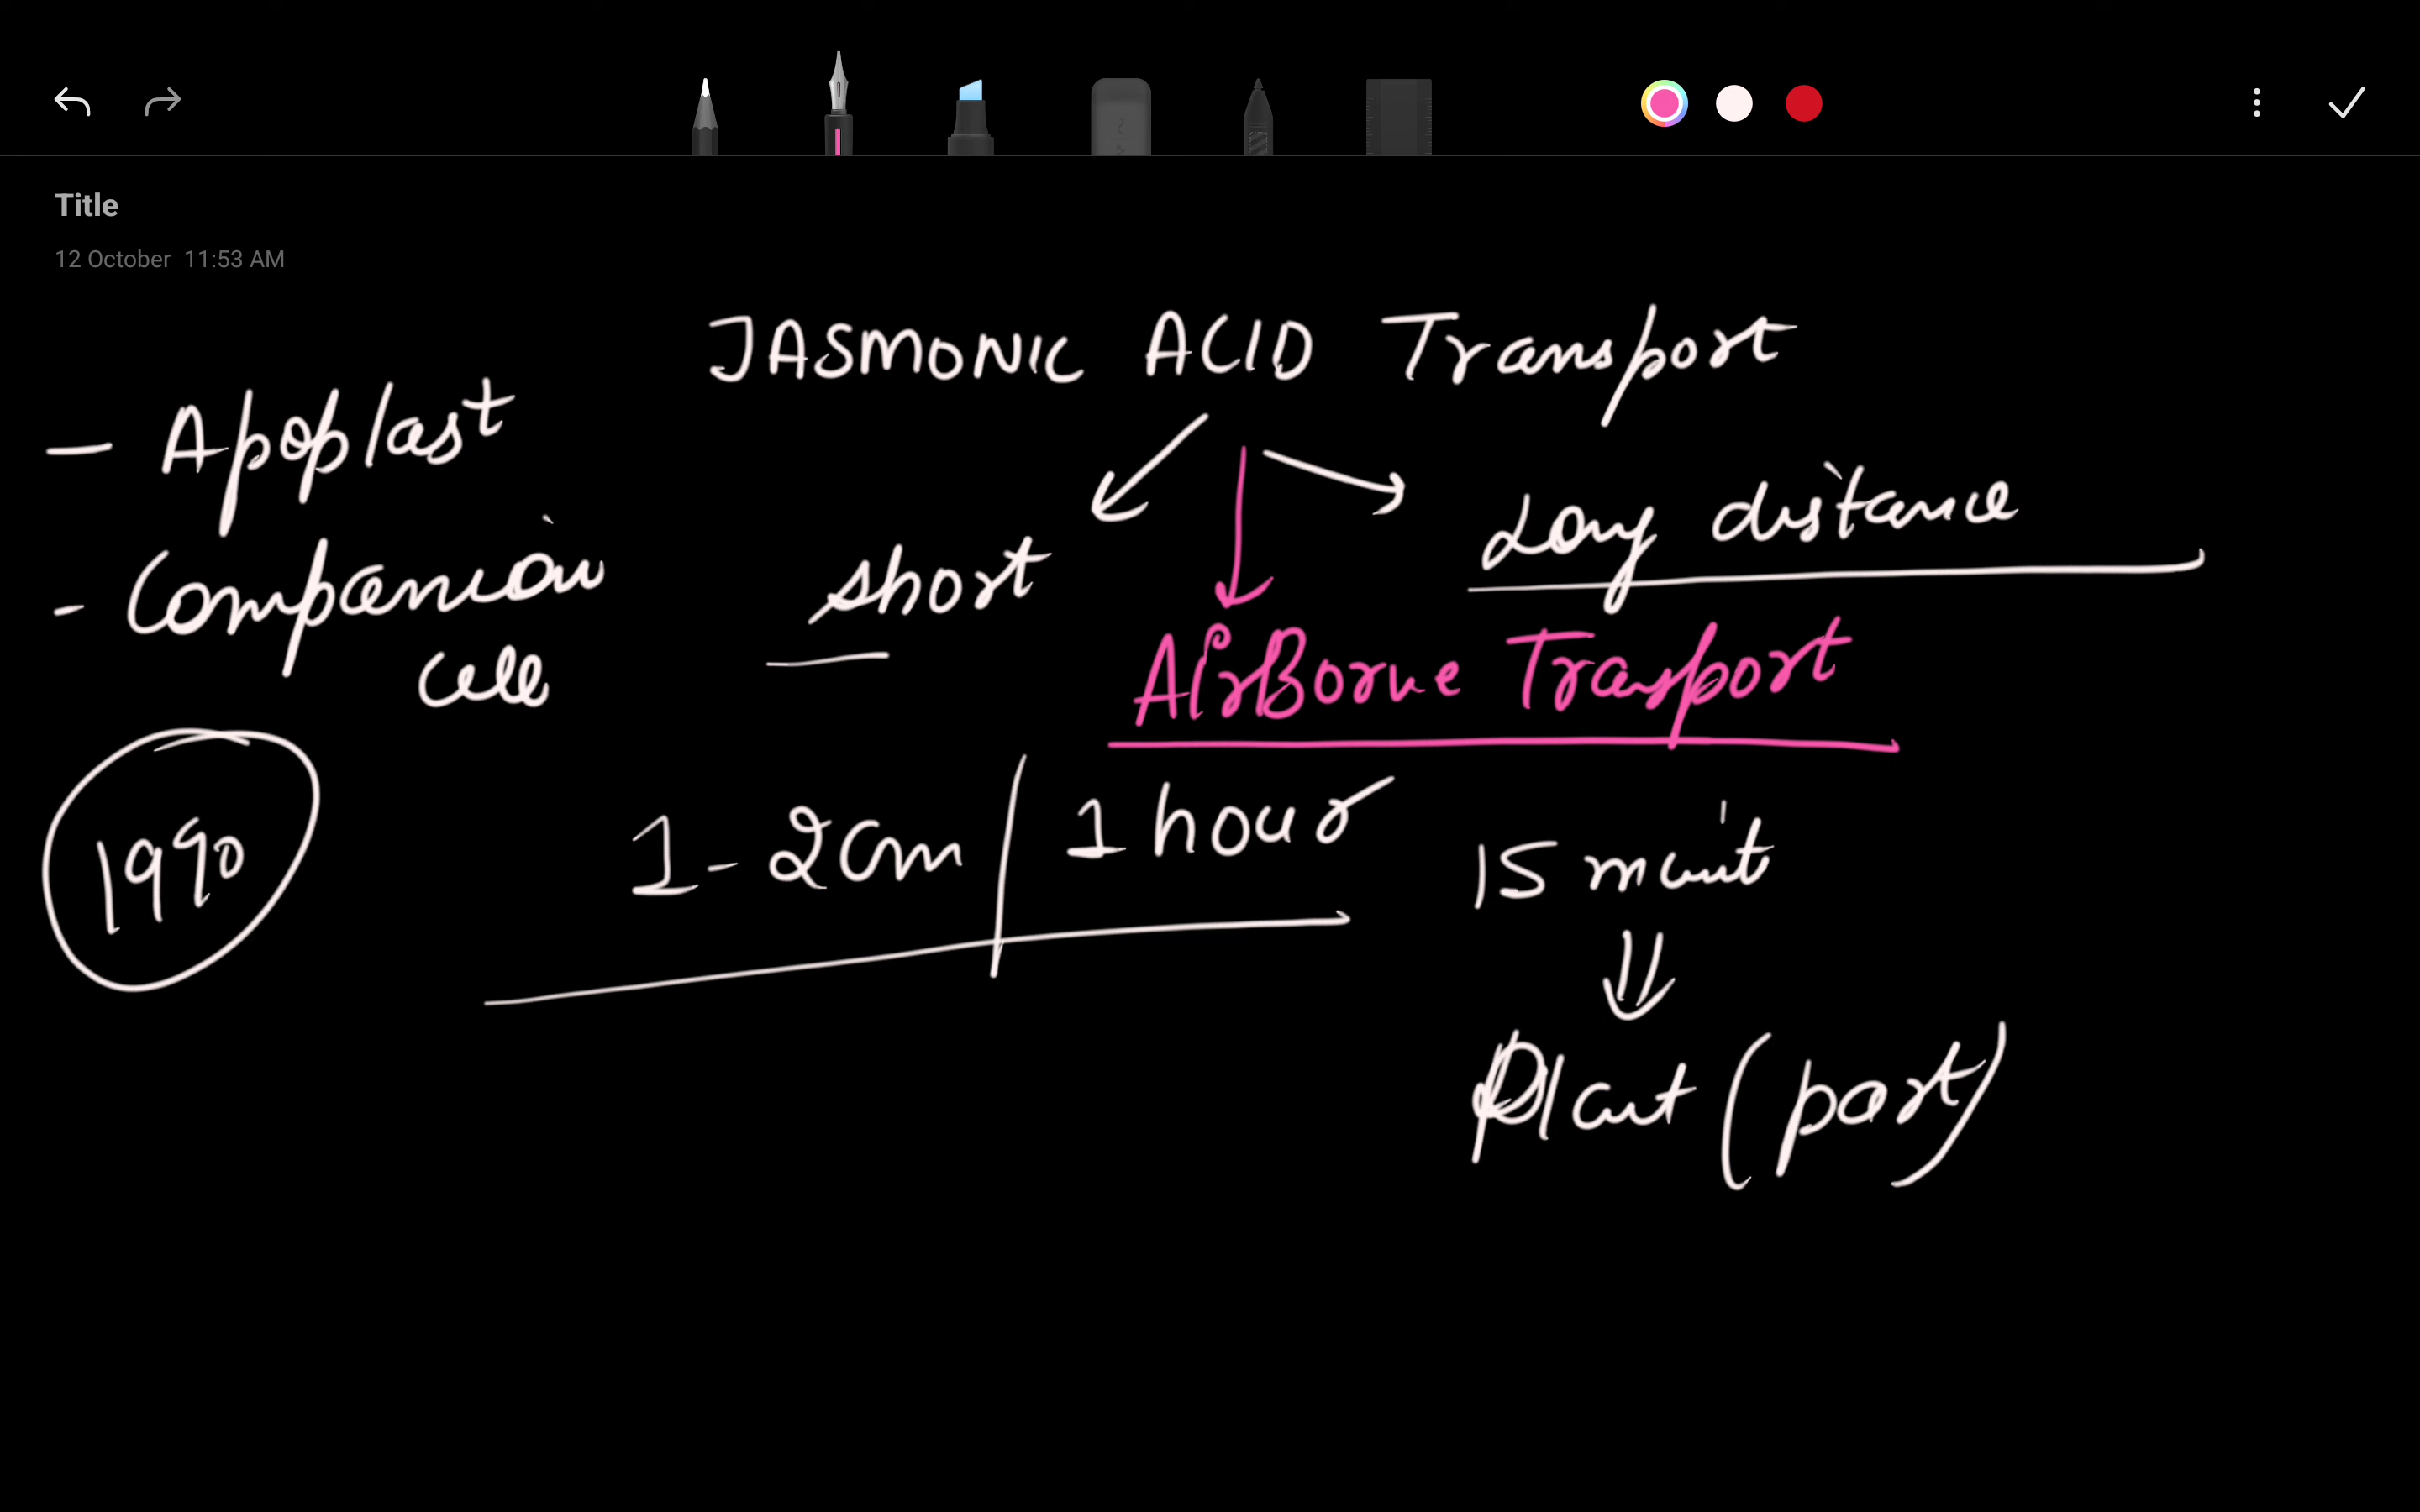 Title
12 October 11:53 AM
JASMONIC ACID Transport
- Apoplast
- Companion
cell
short
Long distance
AirBorne Trasport
1990
1-2cm | 1 hour
15 minut
Plant (part)